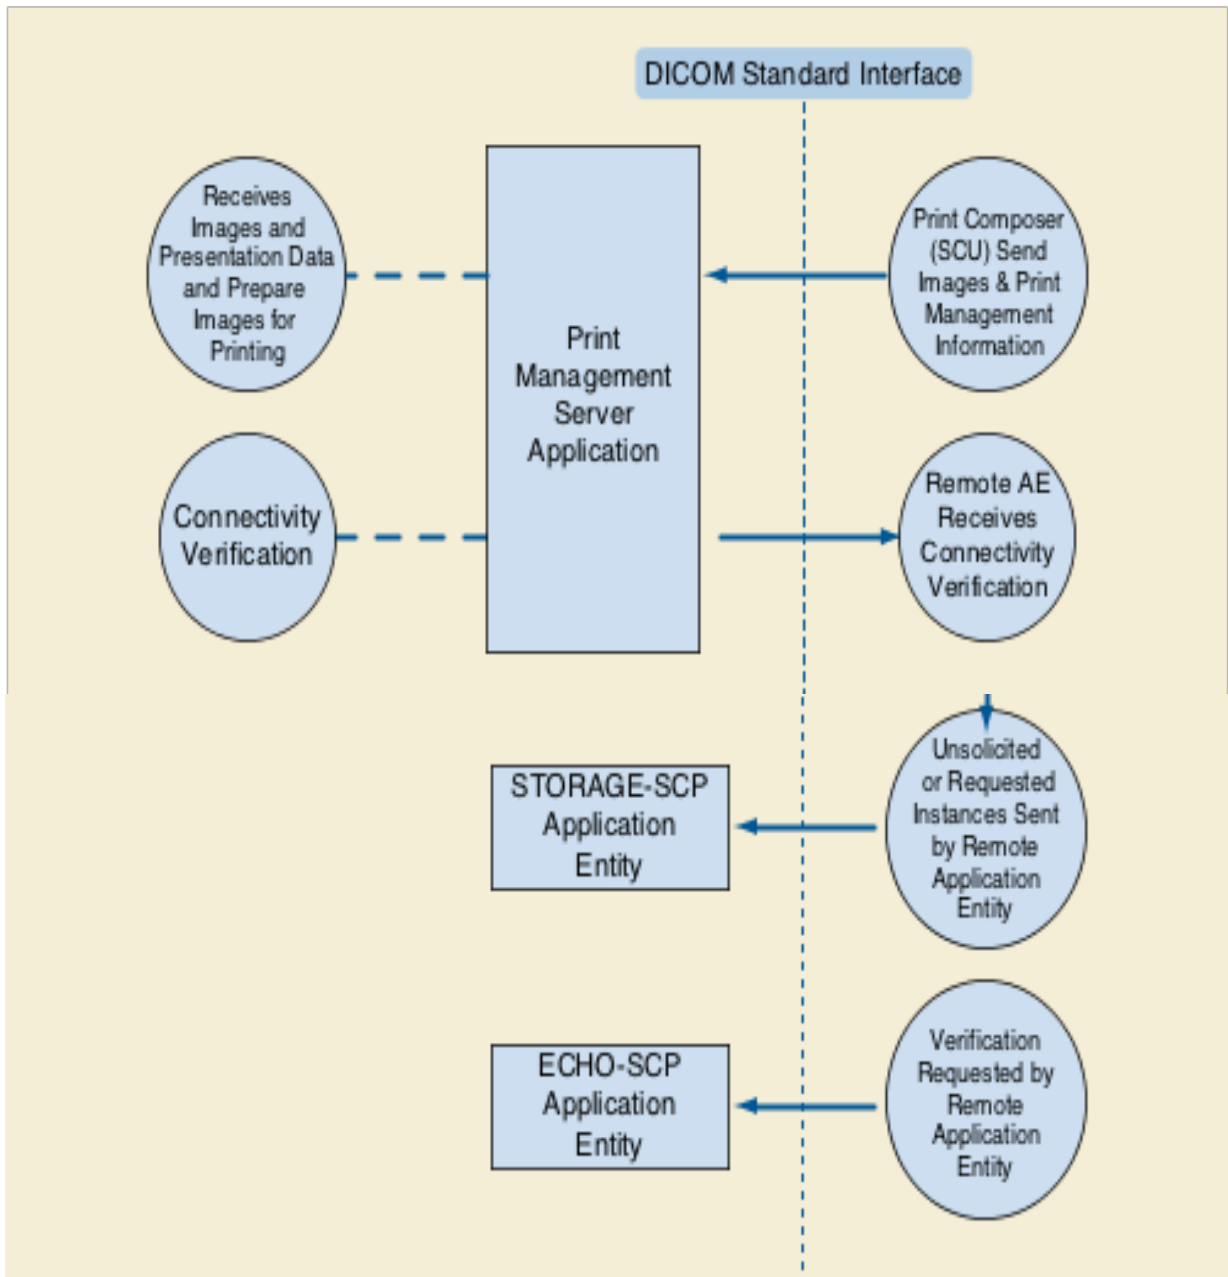 DICOM Standard Interface
Receives
Images and
Presentation Data
and Prepare
Images for
Printing
Print
Management
Server
Application
Print Composer
(SCU) Send
Images & Print
Management
Information
Connectivity
Verification
Remote AE
Receives
Connectivity
Verification
STORAGE-SCP
Application
Entity
Unsolicited
or Requested
Instances Sent
by Remote
Application
Entity
ECHO-SCP
Application
Entity
Verification
Requested by
Remote
Application
Entity